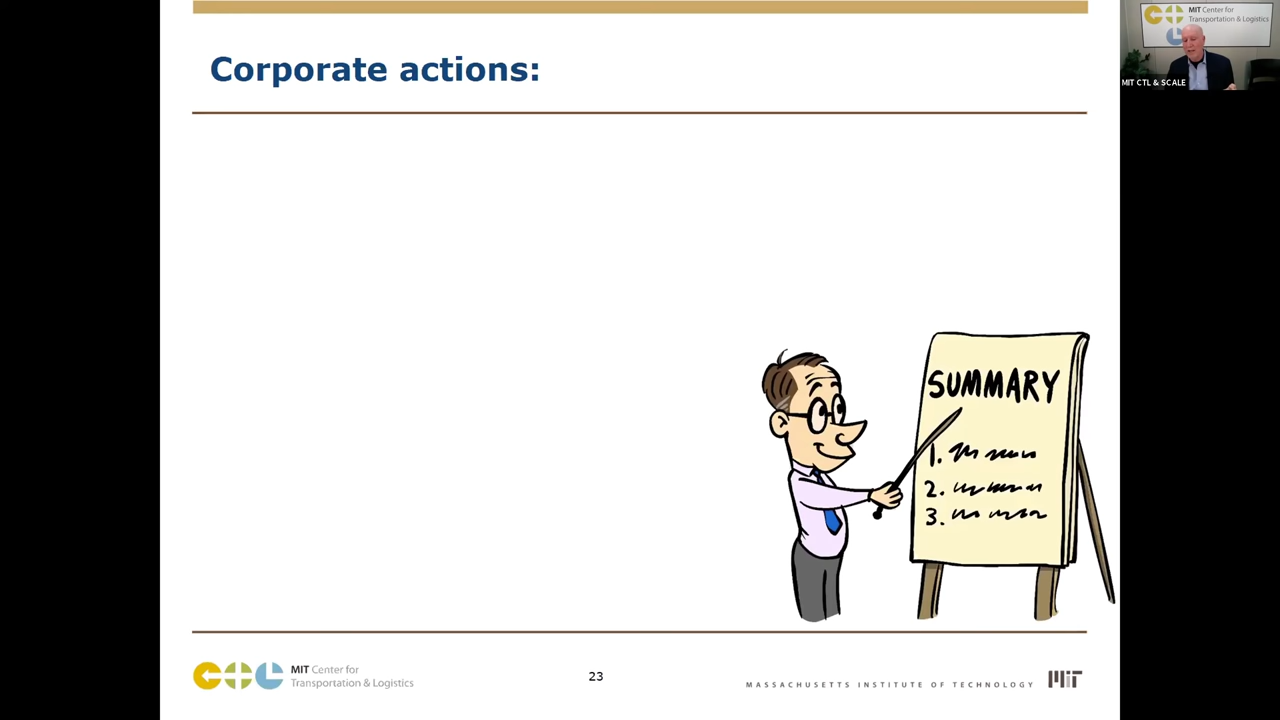 Corporate actions:
MIT Center for
Transportation & Logistics
MIT CTL & SCALE
SUMMARY
1.
2.
3.
MIT Center for
Transportation & Logistics
23
MASSACHUSETTS INSTITUTE OF TECHNOLOGY
MIT